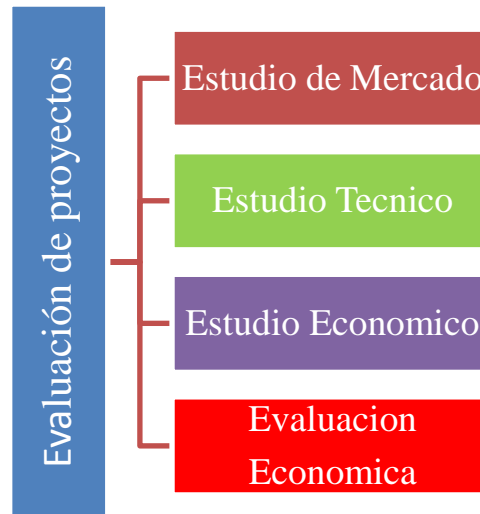 Evaluación de proyectos
Estudio de Mercado
Estudio Tecnico
Estudio Economico
Evaluacion
Economica